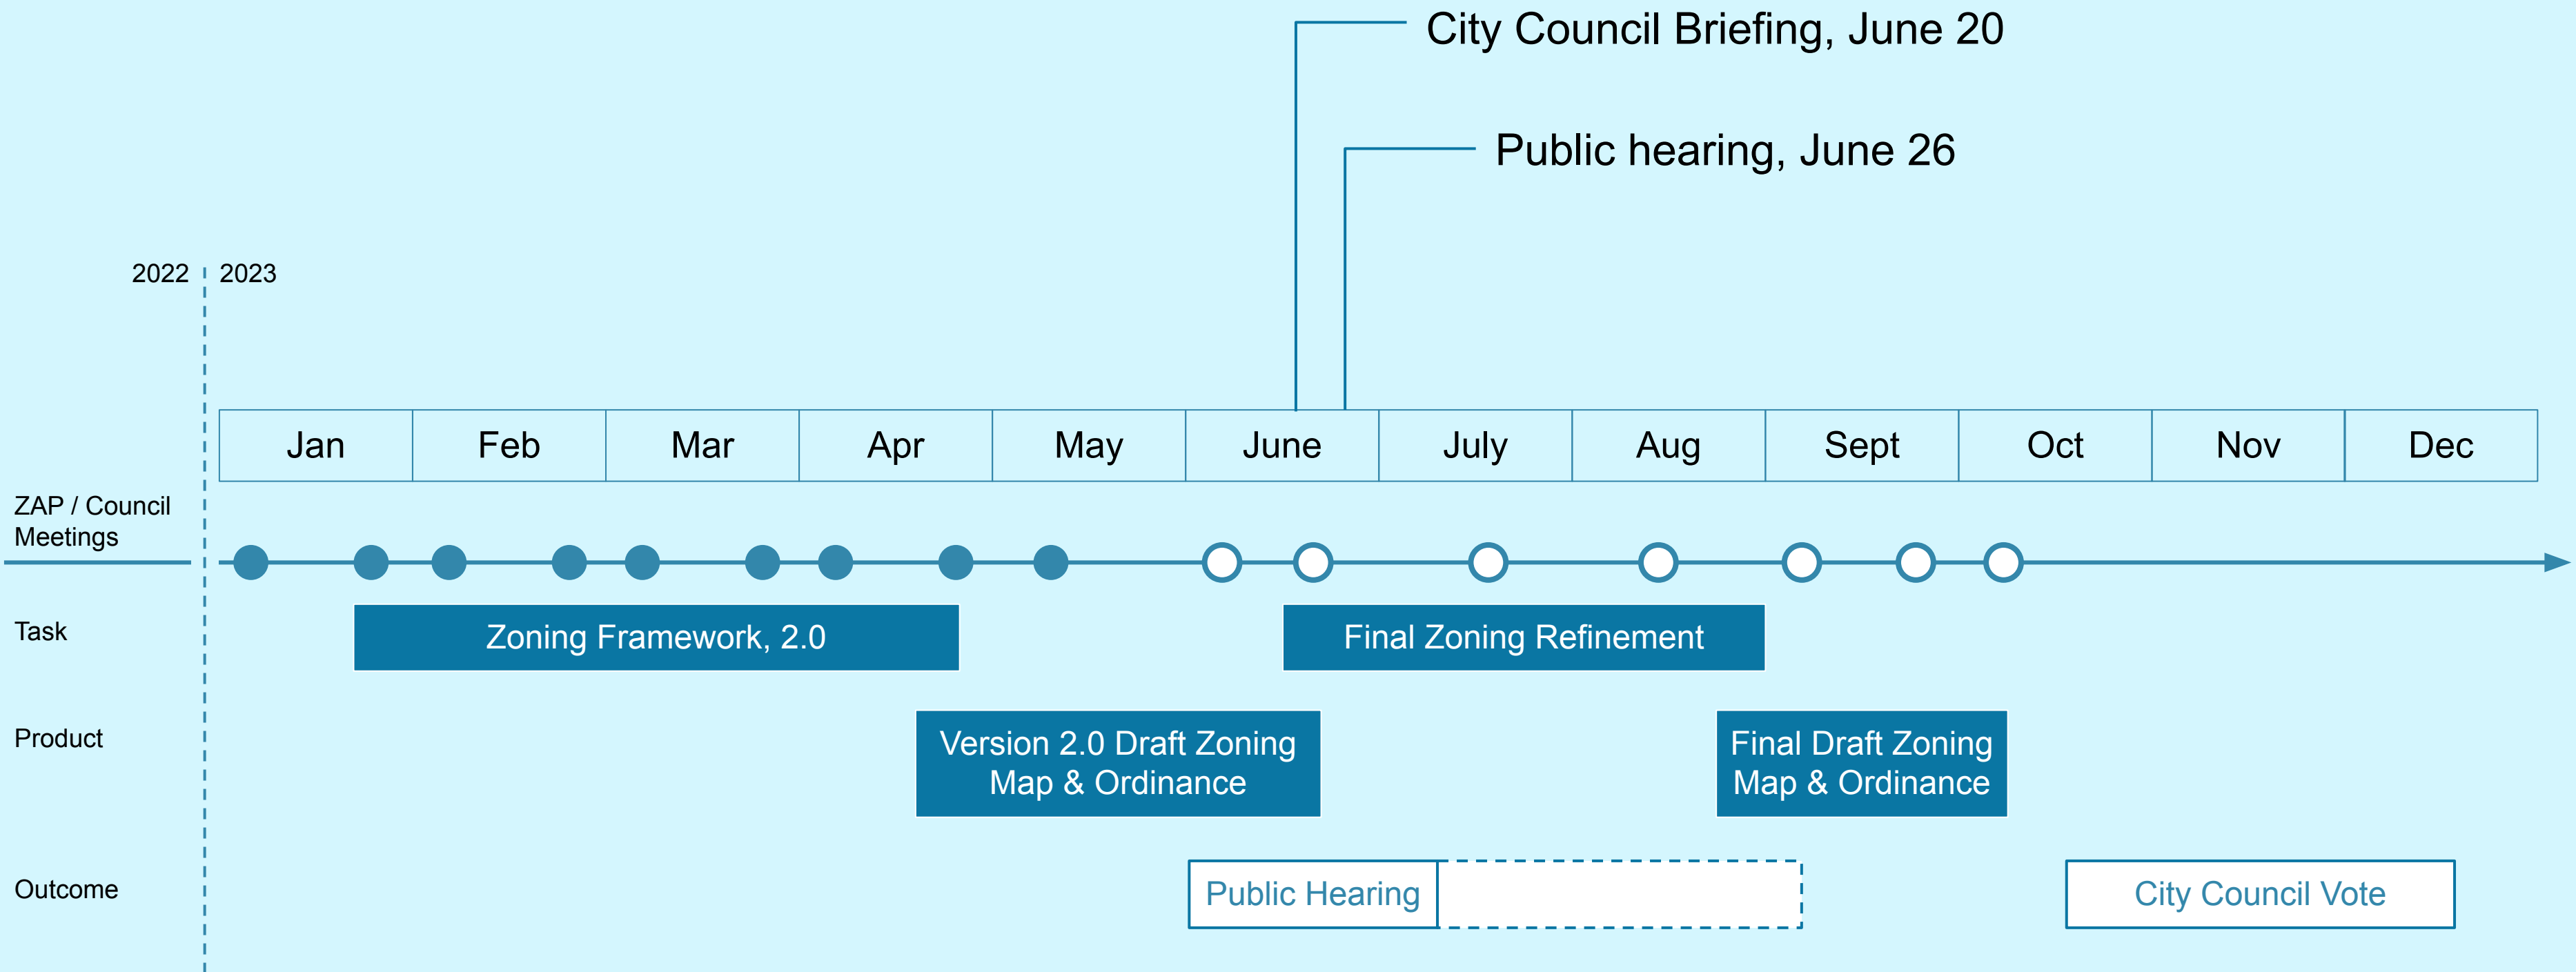 City Council Briefing, June 20
Public hearing, June 26
2022
2023
Jan
Feb
Mar
Apr
May
June
July
Aug
Sept
Oct
Nov
Dec
ZAP / Council
Meetings
Task
Zoning Framework, 2.0
Final Zoning Refinement
Product
Version 2.0 Draft Zoning
Map & Ordinance
Final Draft Zoning
Map & Ordinance
Outcome
Public Hearing
City Council Vote